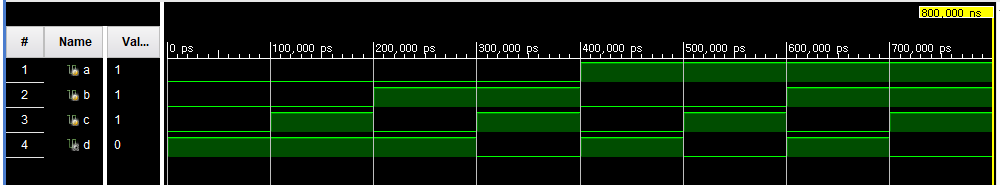 800,000 ns
# Name Val...
0 ps 100,000 ps 200,000 ps 300,000 ps 400,000 ps 500,000 ps 600,000 ps 700,000 ps
1 a 1
2 b 1
3 c 1
4 d 0